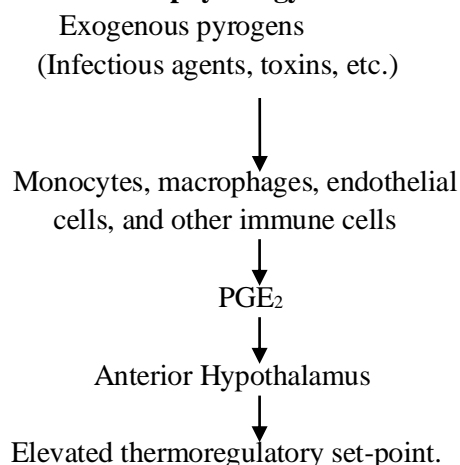 Exogenous pyrogens
(Infectious agents, toxins, etc.)
Monocytes, macrophages, endothelial
cells, and other immune cells
PGE₂
Anterior Hypothalamus
Elevated thermoregulatory set-point.